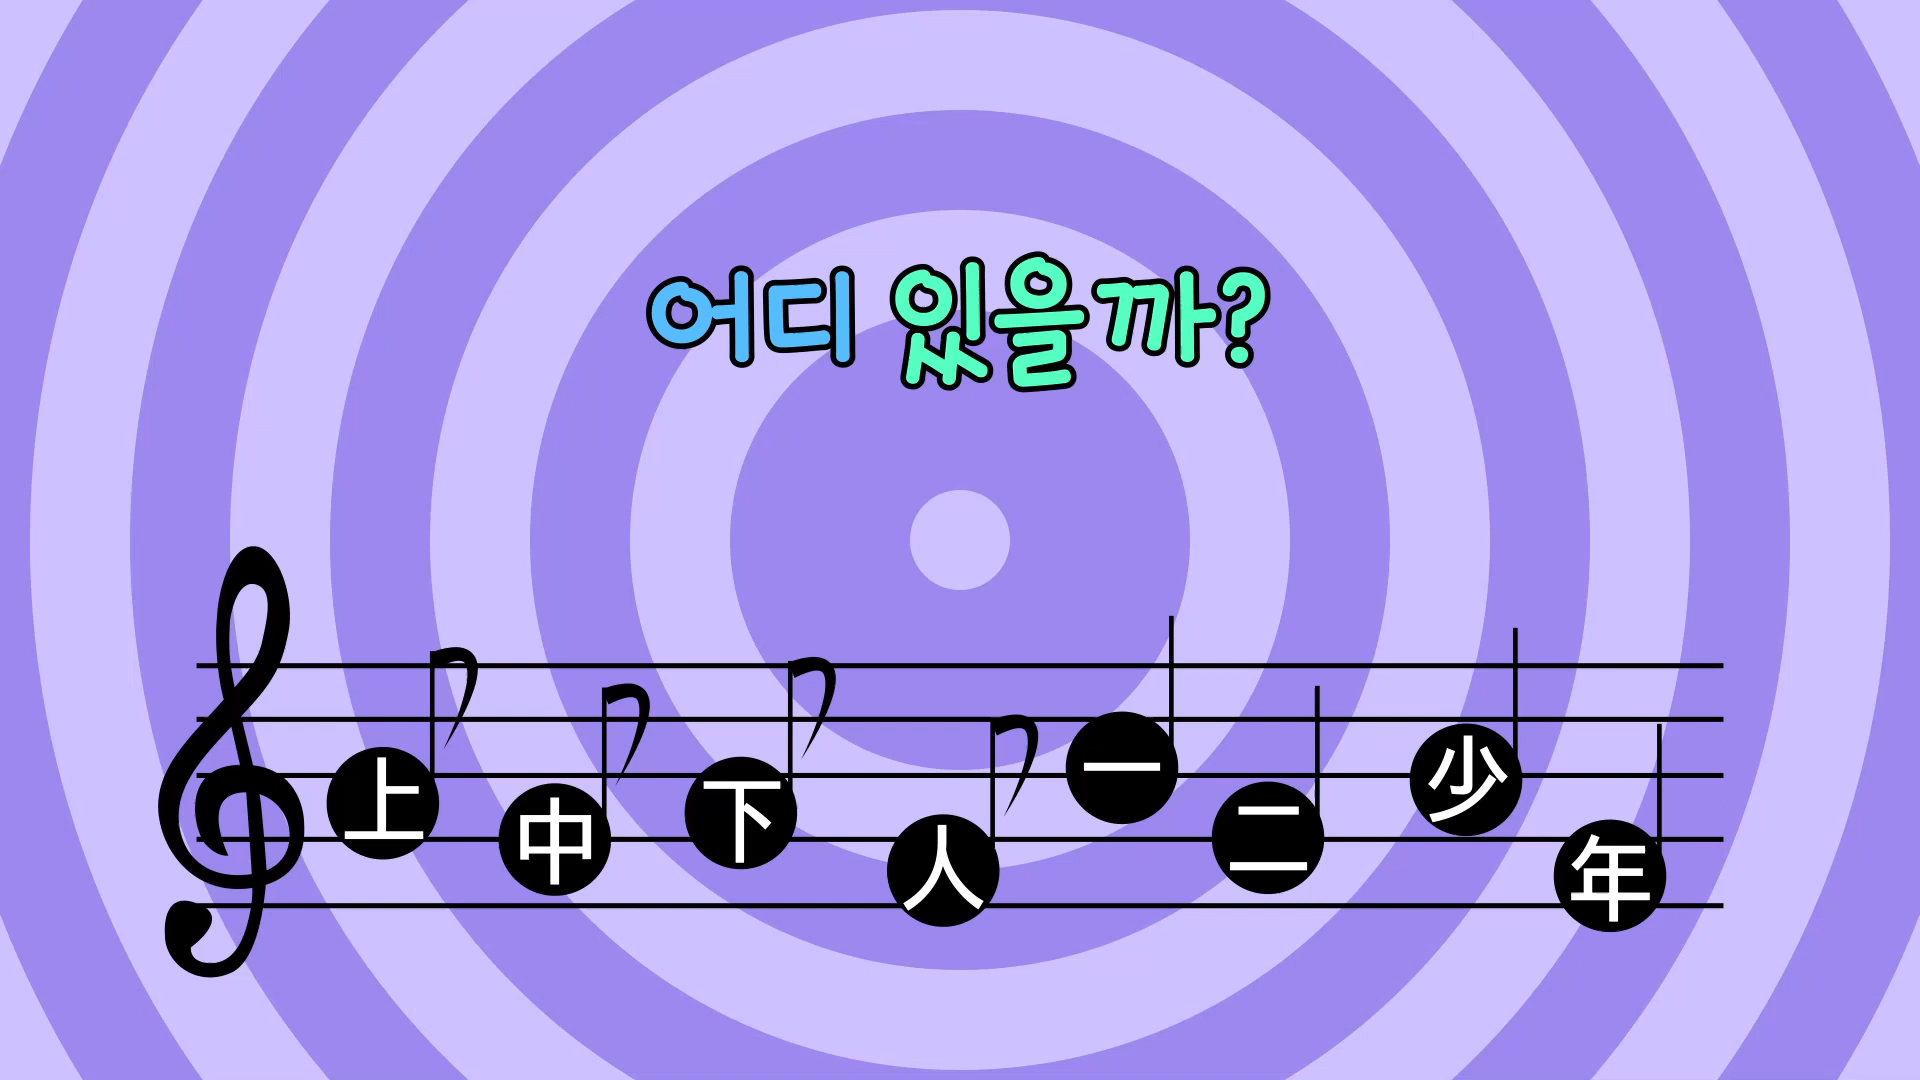 어디 있을까?
上 中 下 人 一 二 少 年